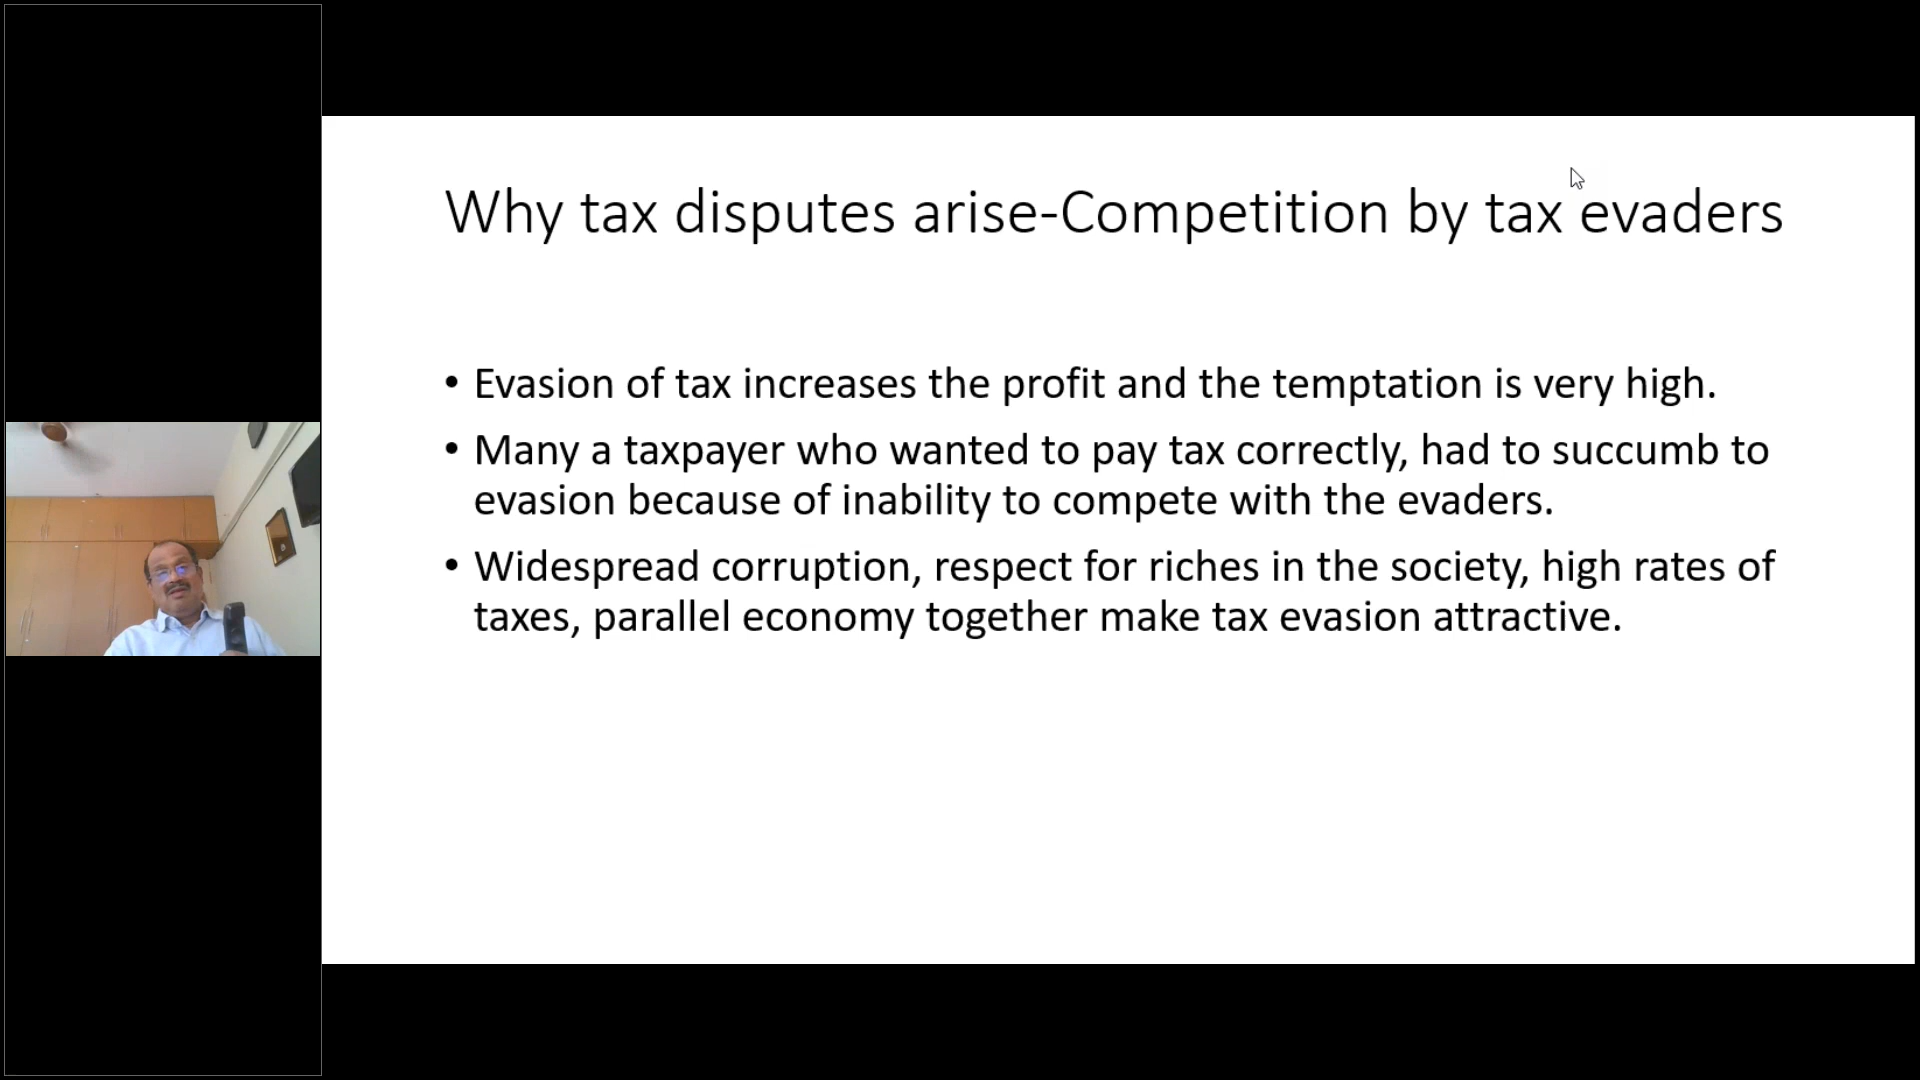 Why tax disputes arise-Competition by tax evaders
• Evasion of tax increases the profit and the temptation is very high.
• Many a taxpayer who wanted to pay tax correctly, had to succumb to
evasion because of inability to compete with the evaders.
• Widespread corruption, respect for riches in the society, high rates of
taxes, parallel economy together make tax evasion attractive.